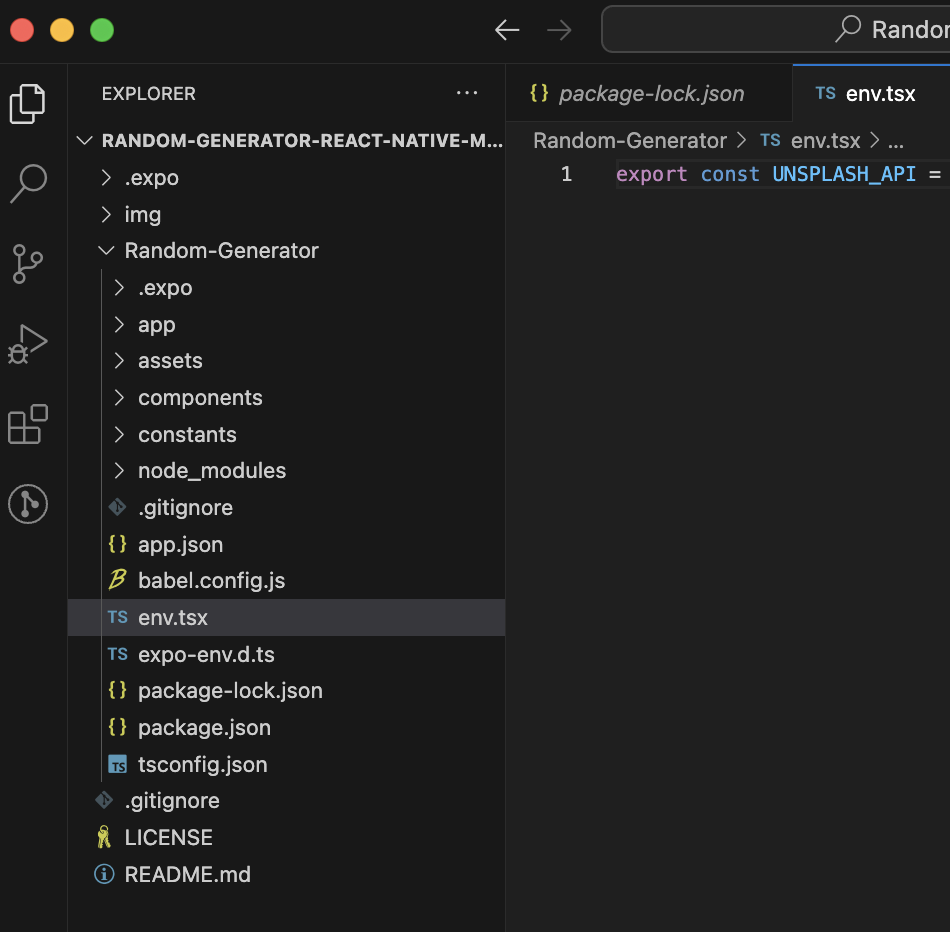 Random
EXPLORER ...
{} package-lock.json
TS env.tsx
RANDOM-GENERATOR-REACT-NATIVE-M...
Random-Generator > TS env.tsx > ...
1 export const UNSPLASH_API =
.expo
img
Random-Generator
.expo
app
assets
components
constants
node_modules
.gitignore
{} app.json
babel.config.js
TS env.tsx
TS expo-env.d.ts
{} package-lock.json
{} package.json
TS tsconfig.json
.gitignore
LICENSE
README.md